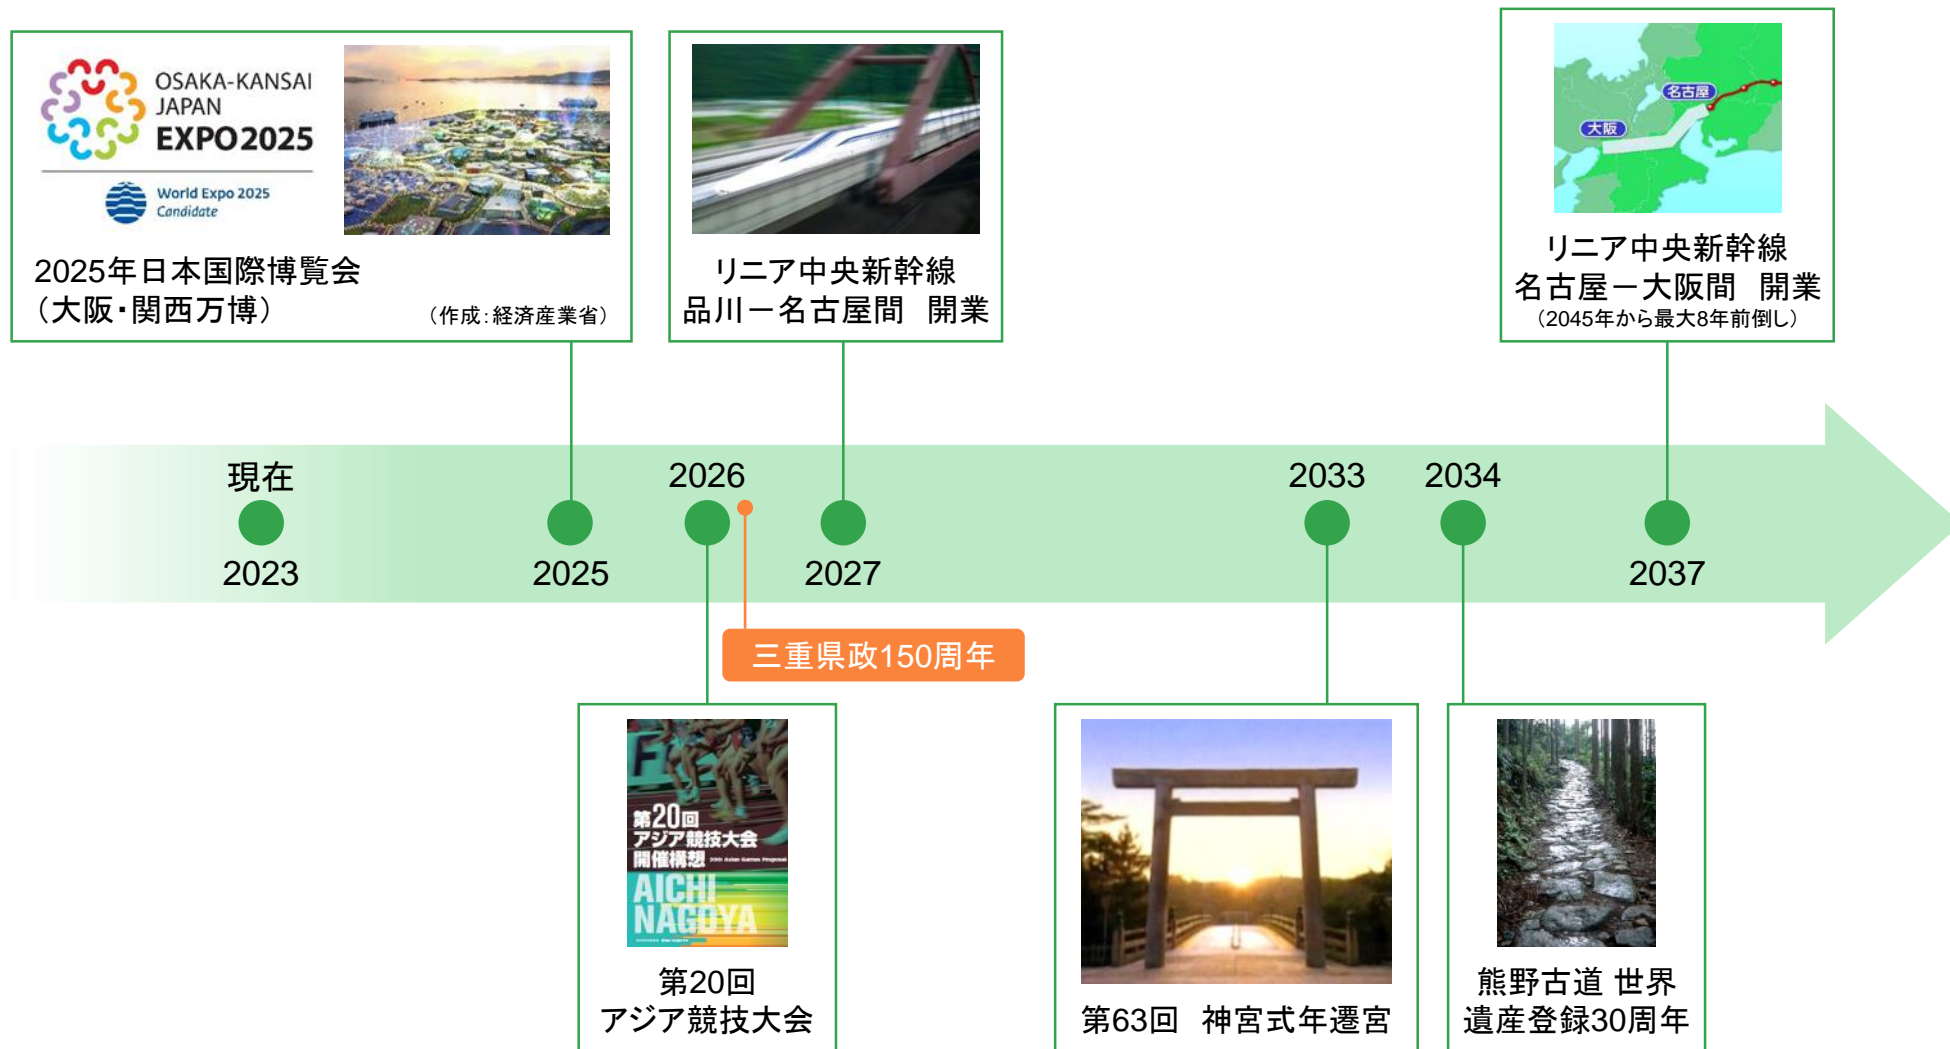 OSAKA-KANSAI
JAPAN
EXPO2025
World Expo 2025
Candidate
2025年日本国際博覧会
（大阪・関西万博）
（作成：経済産業省）
リニア中央新幹線
品川－名古屋間　開業
名古屋
大阪
リニア中央新幹線
名古屋－大阪間　開業
（2045年から最大8年前倒し）
現在
2023
2025
2026
2027
2033
2034
2037
三重県政150周年
第20回
アジア競技大会
開催構想 20th Asian Games Proposal
AICHI
NAGOYA
第20回
アジア競技大会
第63回　神宮式年遷宮
熊野古道 世界
遺産登録30周年